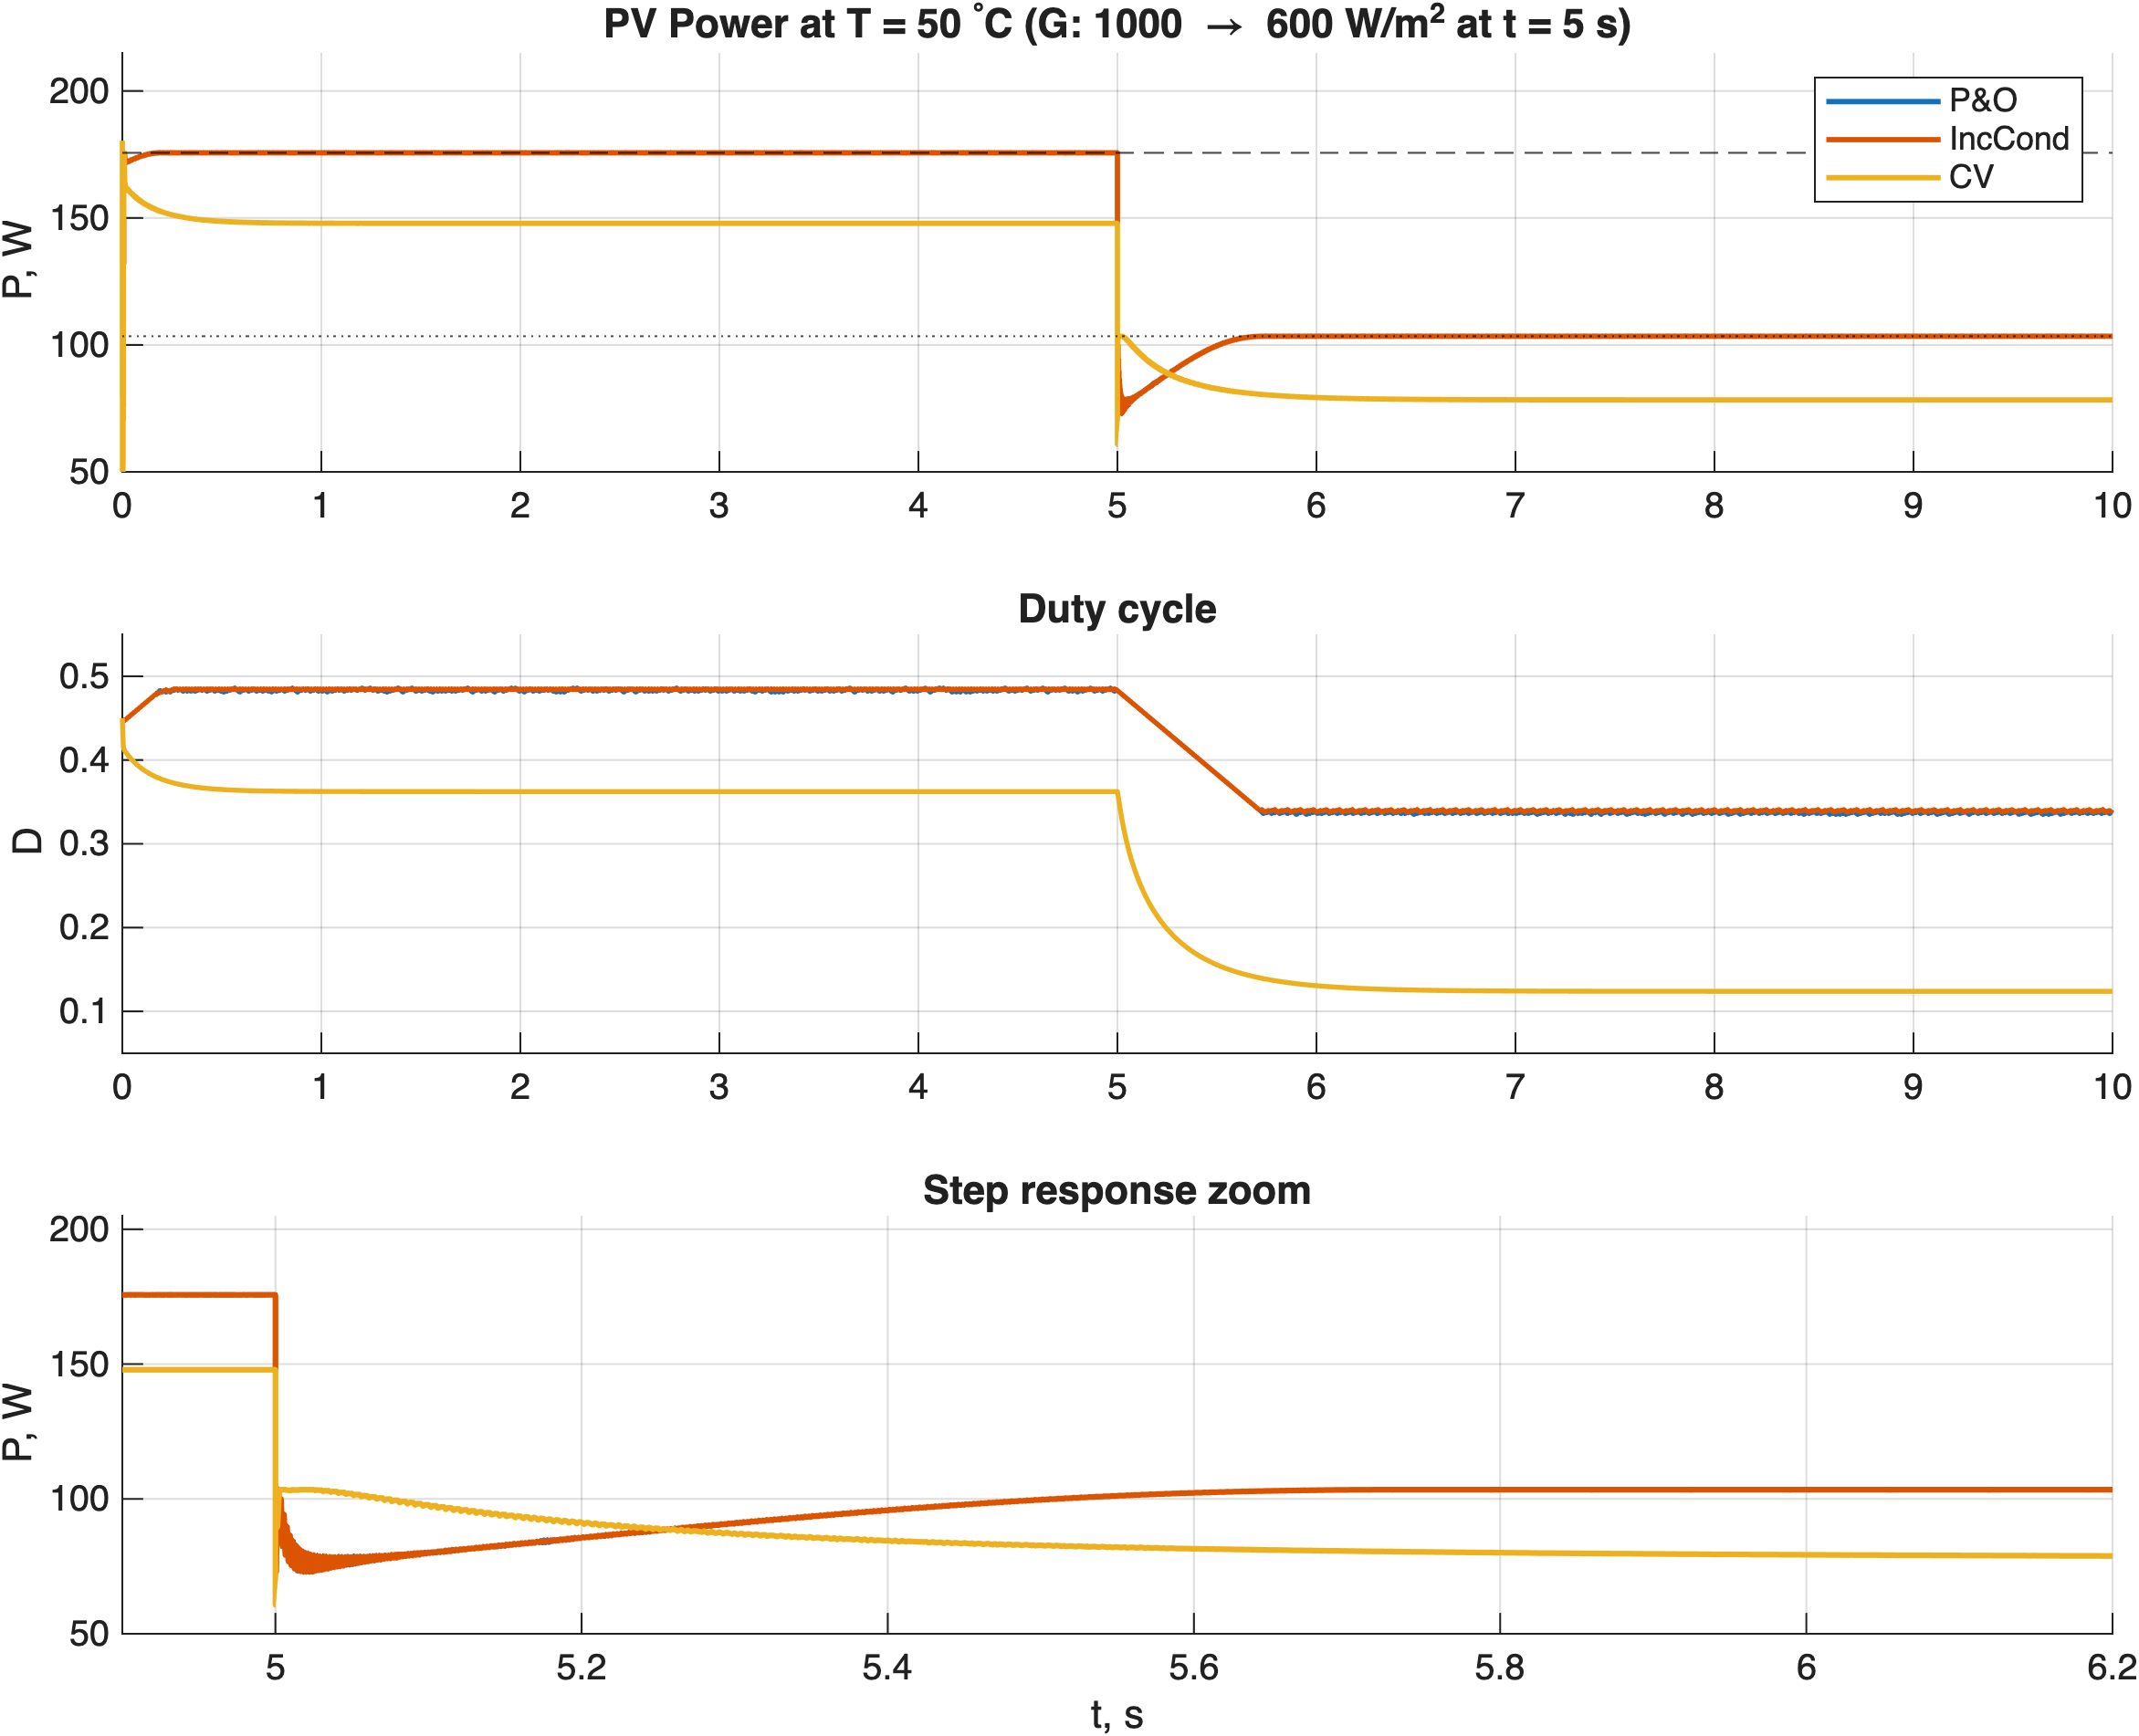 PV Power at T = 50 °C (G: 1000 → 600 W/m² at t = 5 s)
P, W
200
150
100
50
0 1 2 3 4 5 6 7 8 9 10
P&O
IncCond
CV
Duty cycle
D
0.5
0.4
0.3
0.2
0.1
0 1 2 3 4 5 6 7 8 9 10
Step response zoom
P, W
200
150
100
50
5 5.2 5.4 5.6 5.8 6 6.2
t, s